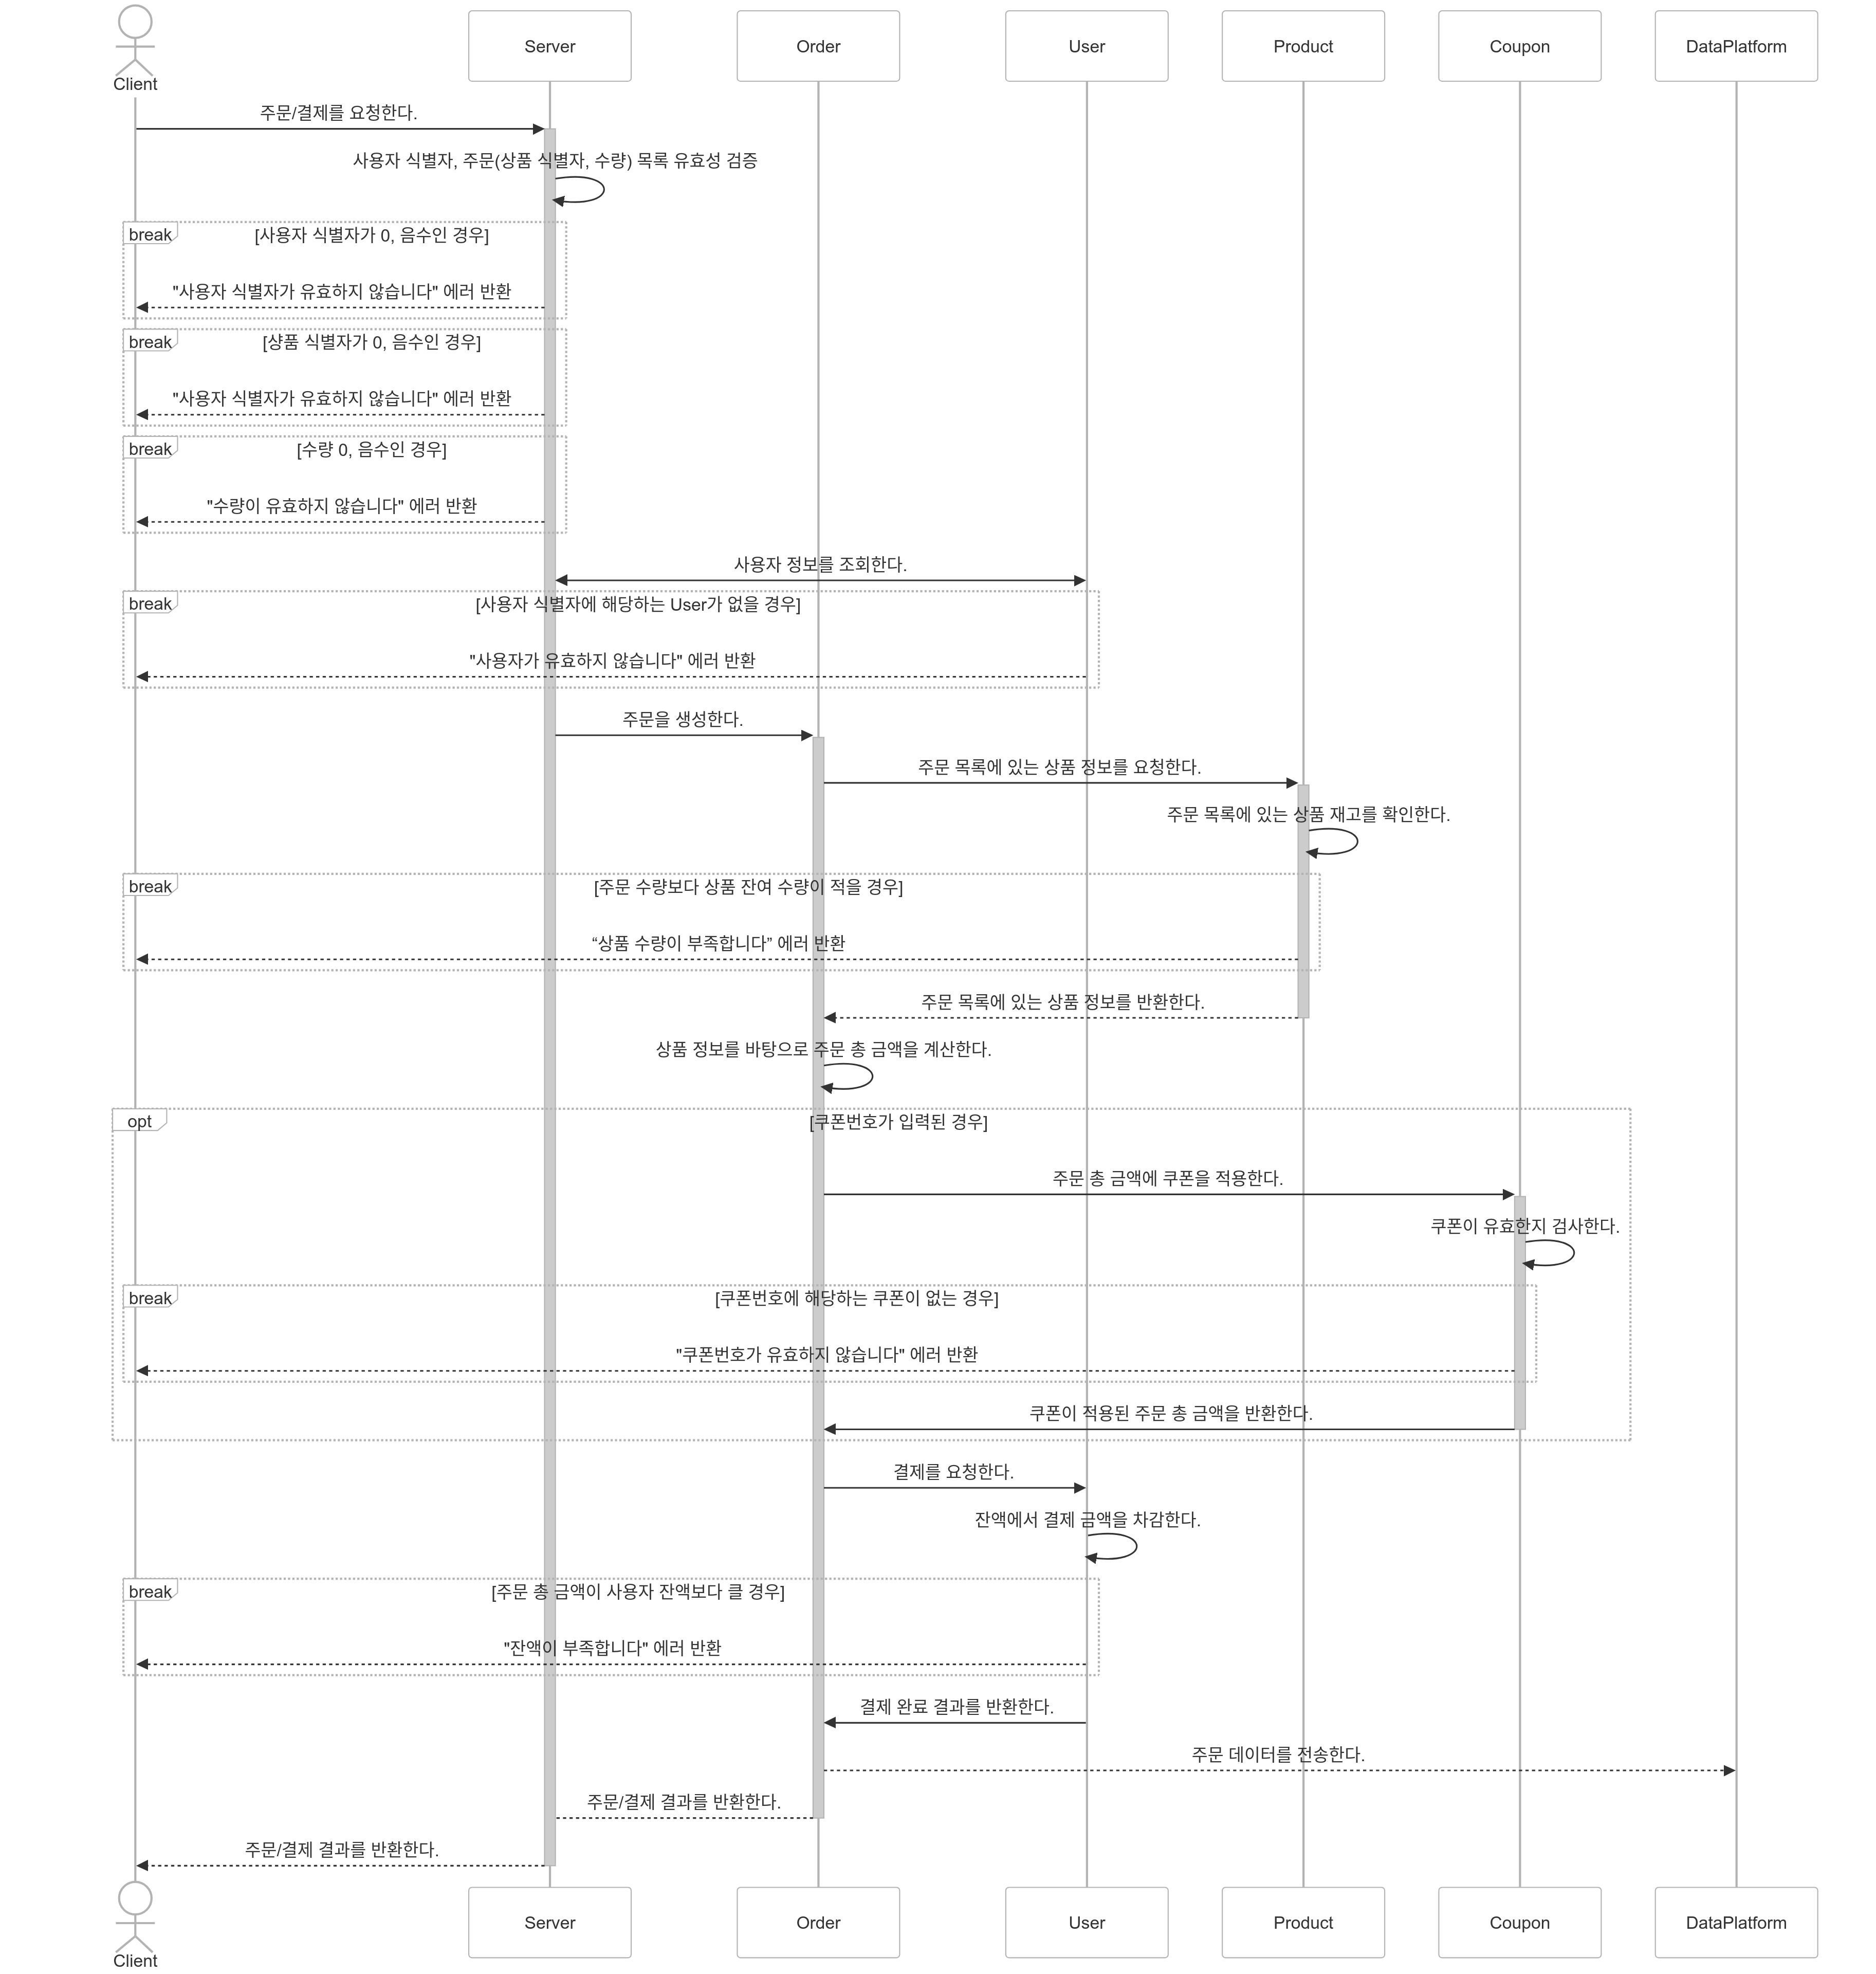 Client
Server
Order
User
Product
Coupon
DataPlatform
주문/결제를 요청한다.
사용자 식별자, 주문(상품 식별자, 수량) 목록 유효성 검증
break
[사용자 식별자가 0, 음수인 경우]
"사용자 식별자가 유효하지 않습니다" 에러 반환
break
[샹품 식별자가 0, 음수인 경우]
"사용자 식별자가 유효하지 않습니다" 에러 반환
break
[수량 0, 음수인 경우]
"수량이 유효하지 않습니다" 에러 반환
사용자 정보를 조회한다.
break
[사용자 식별자에 해당하는 User가 없을 경우]
"사용자가 유효하지 않습니다" 에러 반환
주문을 생성한다.
주문 목록에 있는 상품 정보를 요청한다.
주문 목록에 있는 상품 재고를 확인한다.
break
[주문 수량보다 상품 잔여 수량이 적을 경우]
“상품 수량이 부족합니다” 에러 반환
주문 목록에 있는 상품 정보를 반환한다.
상품 정보를 바탕으로 주문 총 금액을 계산한다.
opt
[쿠폰번호가 입력된 경우]
주문 총 금액에 쿠폰을 적용한다.
쿠폰이 유효한지 검사한다.
break
[쿠폰번호에 해당하는 쿠폰이 없는 경우]
"쿠폰번호가 유효하지 않습니다" 에러 반환
쿠폰이 적용된 주문 총 금액을 반환한다.
결제를 요청한다.
잔액에서 결제 금액을 차감한다.
break
[주문 총 금액이 사용자 잔액보다 클 경우]
"잔액이 부족합니다" 에러 반환
결제 완료 결과를 반환한다.
주문 데이터를 전송한다.
주문/결제 결과를 반환한다.
주문/결제 결과를 반환한다.
Client
Server
Order
User
Product
Coupon
DataPlatform